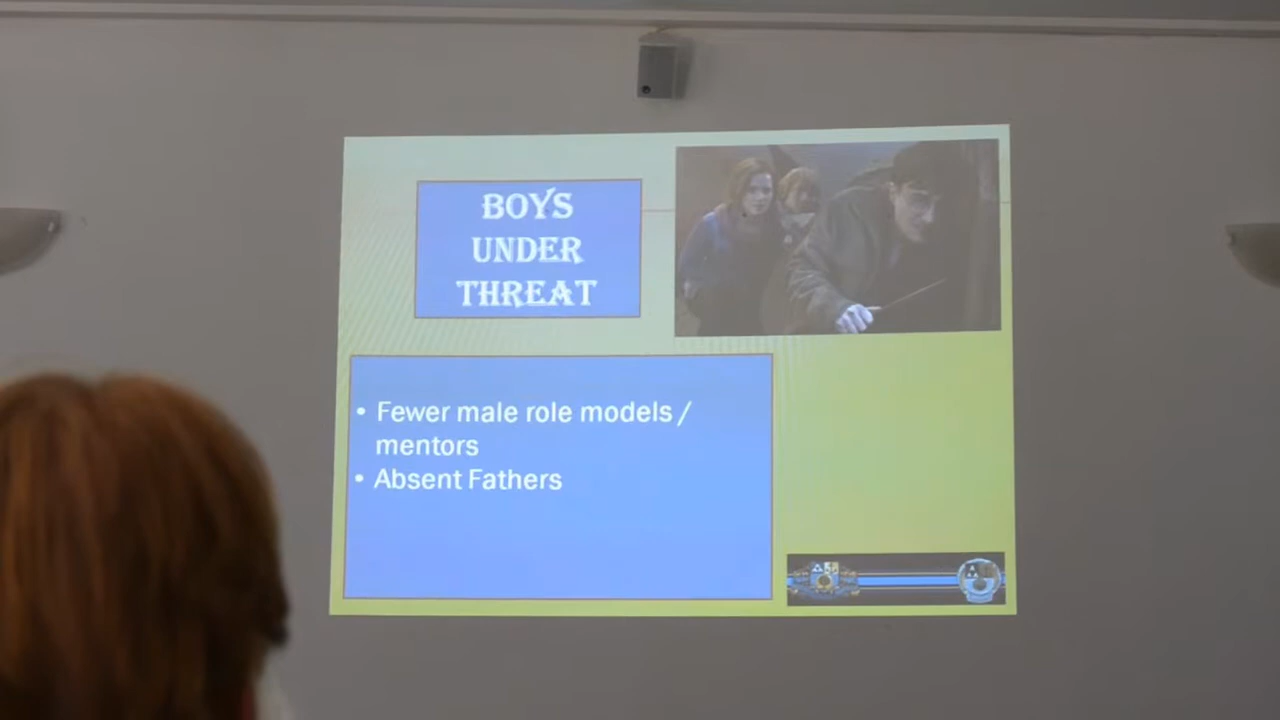 BOYS
UNDER
THREAT
• Fewer male role models /
mentors
• Absent Fathers